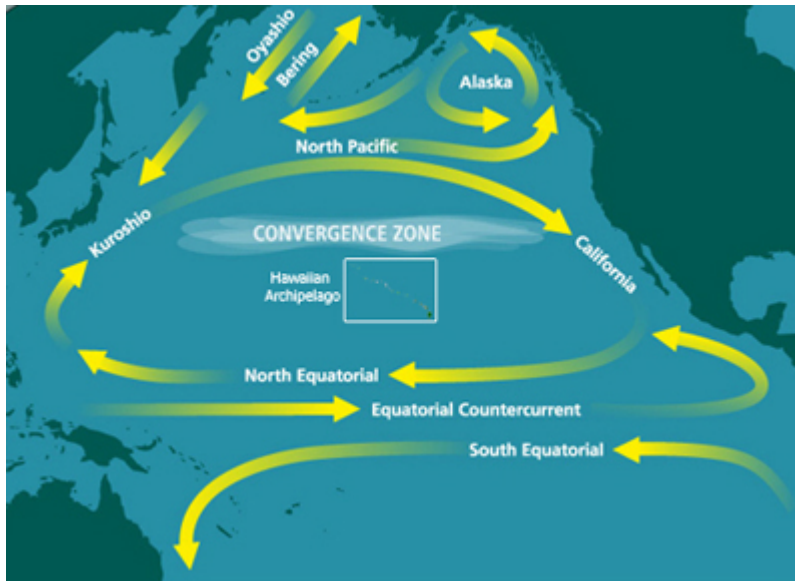 Oyashio
Bering
Alaska
North Pacific
Kuroshio
CONVERGENCE ZONE
California
Hawaiian
Archipelago
North Equatorial
Equatorial Countercurrent
South Equatorial